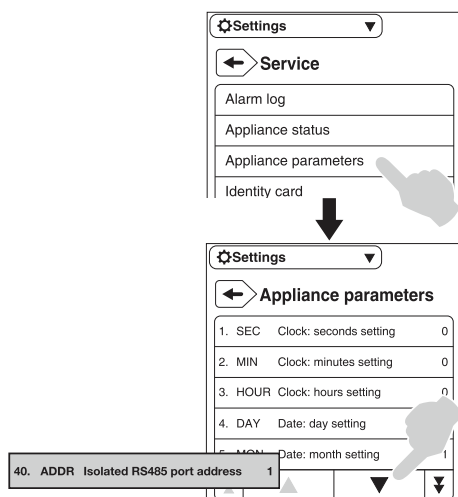 Settings
Service
Alarm log
Appliance status
Appliance parameters
Identity card
Settings
Appliance parameters
1. SEC Clock: seconds setting 0
2. MIN Clock: minutes setting 0
3. HOUR Clock: hours setting 0
4. DAY Date: day setting
5. MON Date: month setting 1
40. ADDR Isolated RS485 port address 1